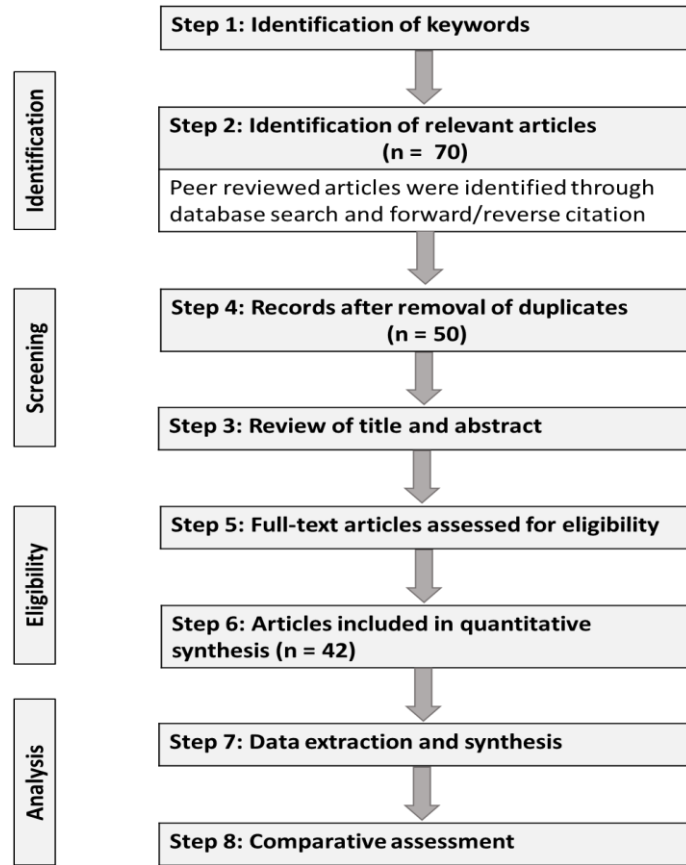 Step 1: Identification of keywords
Identification
Step 2: Identification of relevant articles
(n = 70)
Peer reviewed articles were identified through
database search and forward/reverse citation
Screening
Step 4: Records after removal of duplicates
(n = 50)
Step 3: Review of title and abstract
Eligibility
Step 5: Full-text articles assessed for eligibility
Step 6: Articles included in quantitative
synthesis (n = 42)
Analysis
Step 7: Data extraction and synthesis
Step 8: Comparative assessment